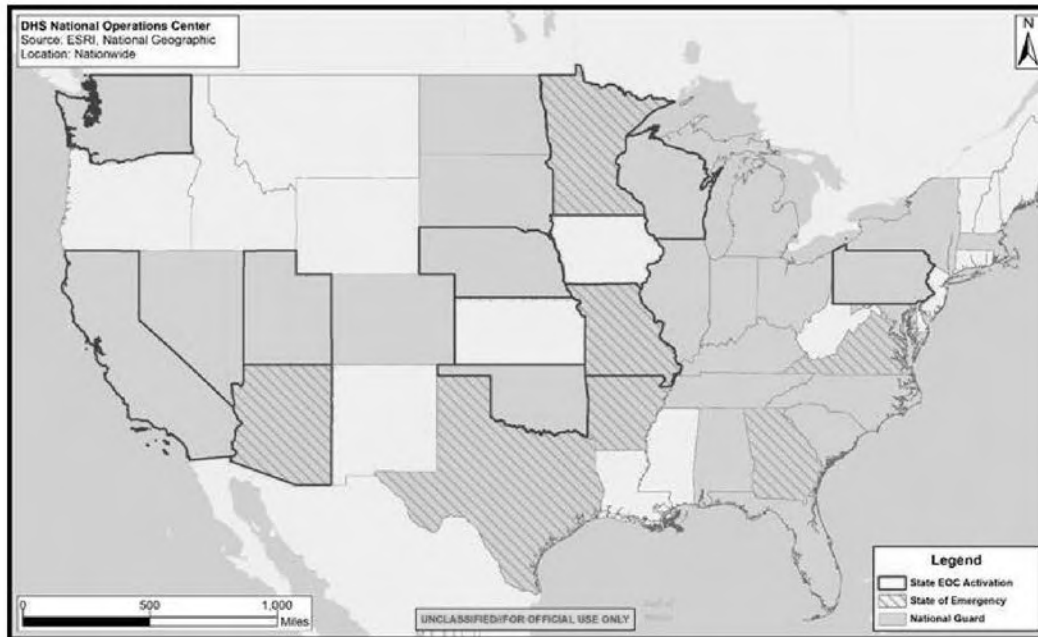 DHS National Operations Center
Source: ESRI, National Geographic
Location: Nationwide
N
Legend
State EOC Activation
State of Emergency
National Guard
0 500 1,000
Miles
UNCLASSIFIED//FOR OFFICIAL USE ONLY